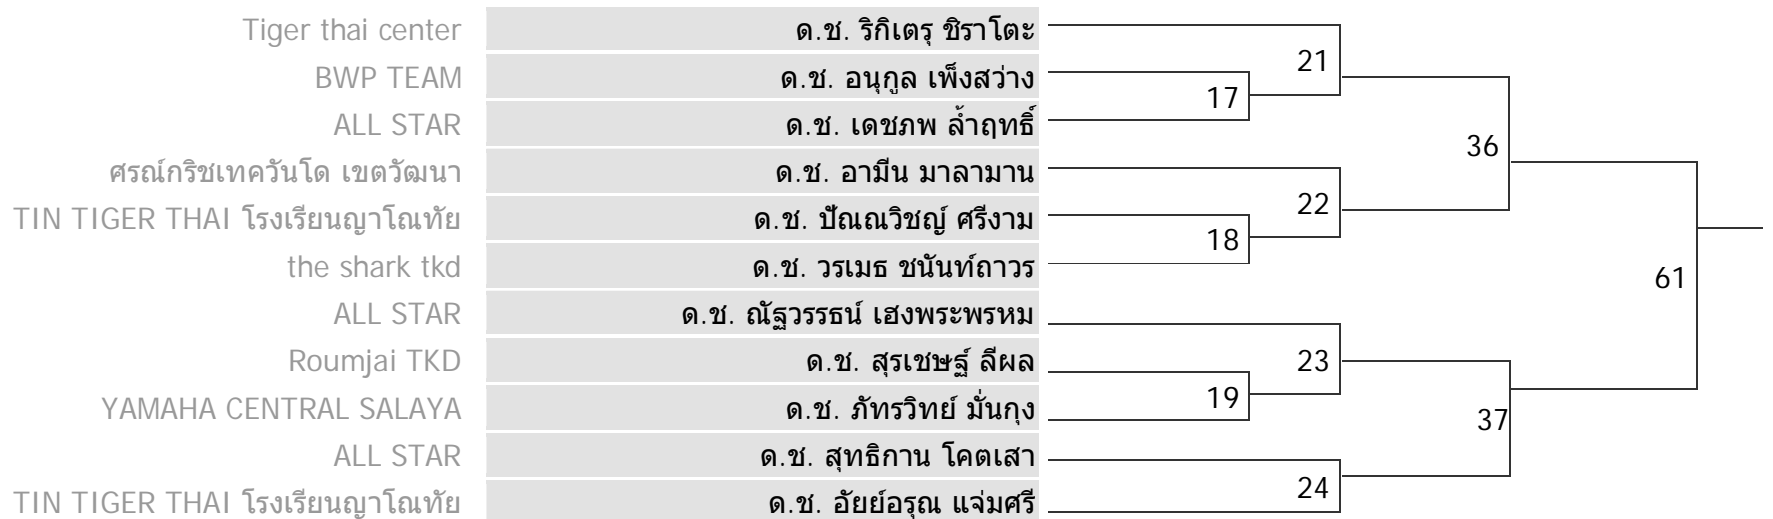 Tiger thai center ด.ช. ริกิเตรุ ชิราโตะ
21
BWP TEAM ด.ช. อนุกูล เพ็งสว่าง
17
ALL STAR ด.ช. เดชภพ ล้ำฤทธิ์
36
ศรณ์กริชเทควันโด เขตวัฒนา ด.ช. อามีน มาลามาน
22
TIN TIGER THAI โรงเรียนญาโณทัย ด.ช. ปัณณวิชญ์ ศรีงาม
18
the shark tkd ด.ช. วรเมธ ชนันท์ถาวร
61
ALL STAR ด.ช. ณัฐวรรธน์ เฮงพระพรหม
Roumjai TKD ด.ช. สุรเชษฐ์ ลีผล
23
19
YAMAHA CENTRAL SALAYA ด.ช. ภัทรวิทย์ มั่นกุง
37
ALL STAR ด.ช. สุทธิกาน โคตเสา
24
TIN TIGER THAI โรงเรียนญาโณทัย ด.ช. อัยย์อรุณ แจ่มศรี